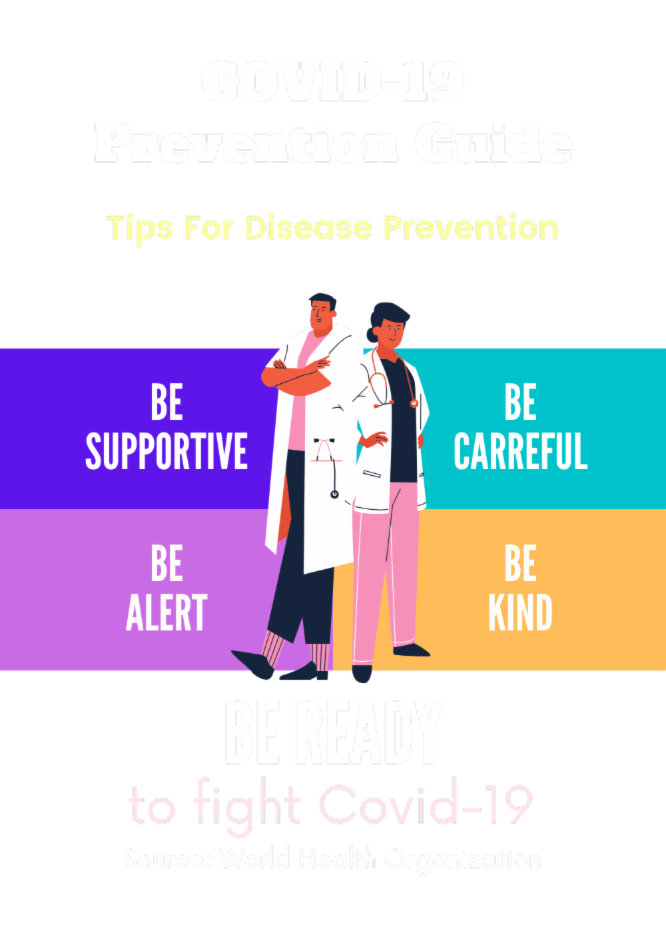 COVID-19
Prevention Guide
Tips For Disease Prevention
BE
SUPPORTIVE
BE
CARREFUL
BE
ALERT
BE
KIND
BE READY
to fight Covid-19
Source: World Health Organization